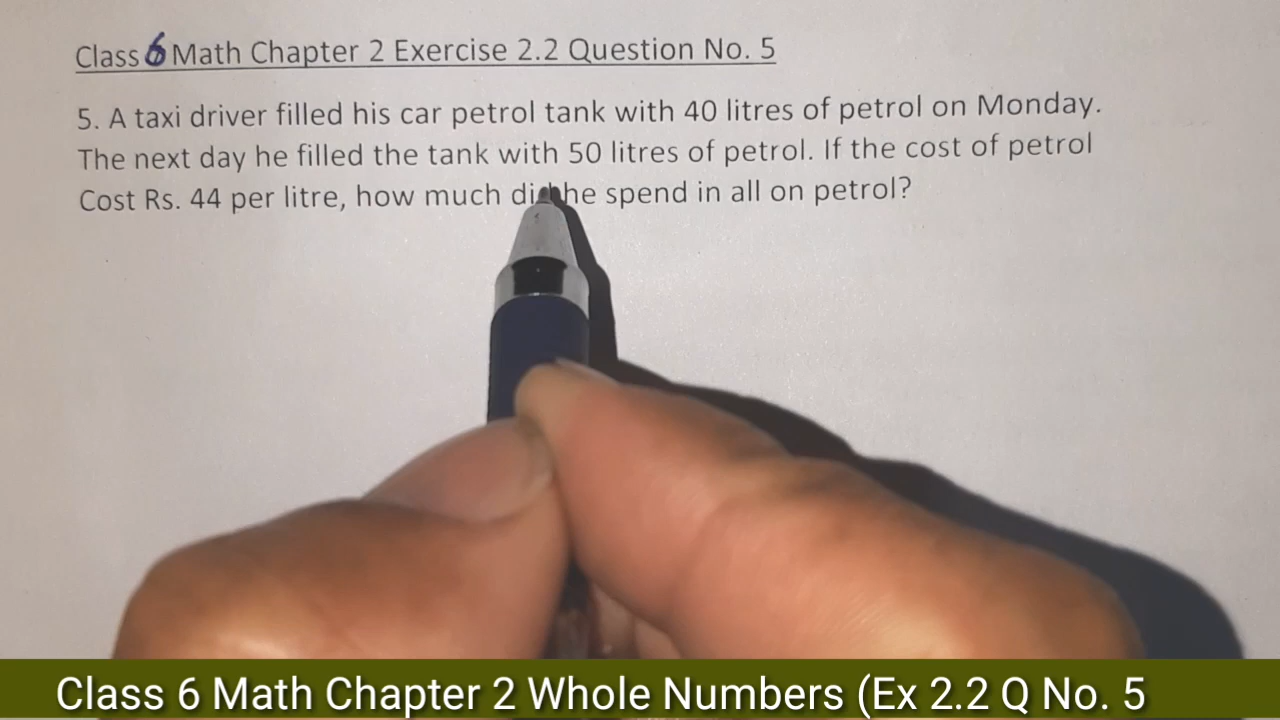 Class 6 Math Chapter 2 Exercise 2.2 Question No. 5
5. A taxi driver filled his car petrol tank with 40 litres of petrol on Monday.
The next day he filled the tank with 50 litres of petrol. If the cost of petrol
Cost Rs. 44 per litre, how much he spend in all on petrol?
Class 6 Math Chapter 2 Whole Numbers (Ex 2.2 Q No. 5